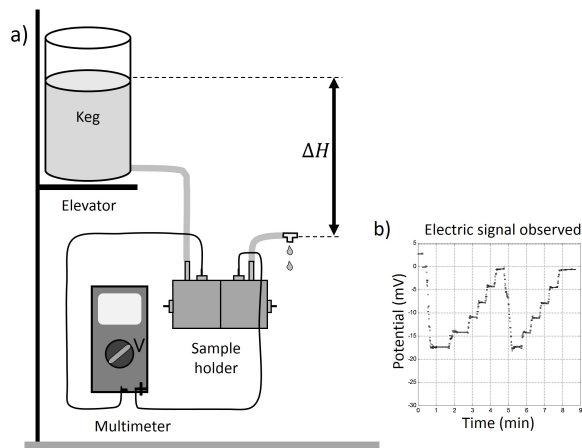 a)
Keg
ΔH
Elevator
V
- +
Sample
holder
Multimeter
b)
Electric signal observed
Potential (mV)
5
0
-5
-10
-15
-20
-25
-30
0 1 2 3 4 5 6 7 8 9
Time (min)